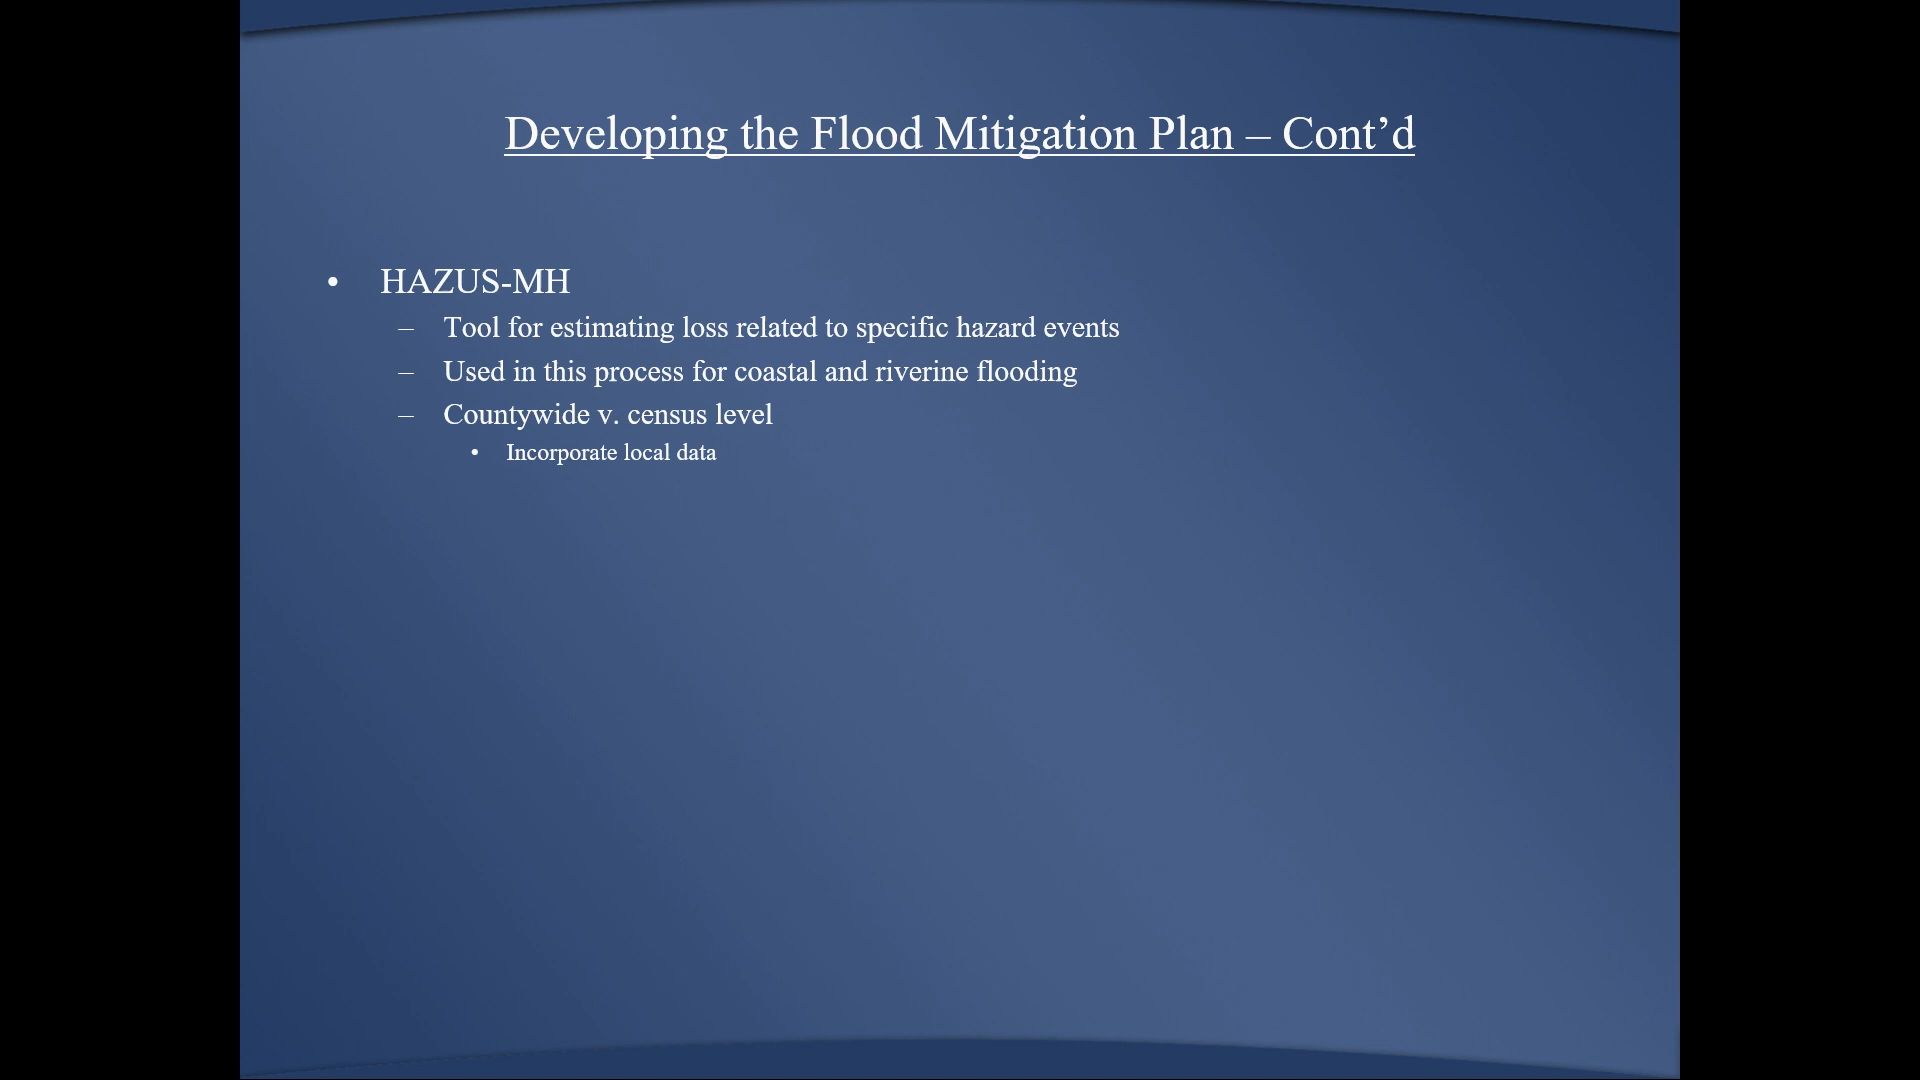 Developing the Flood Mitigation Plan – Cont’d
• HAZUS-MH
– Tool for estimating loss related to specific hazard events
– Used in this process for coastal and riverine flooding
– Countywide v. census level
• Incorporate local data